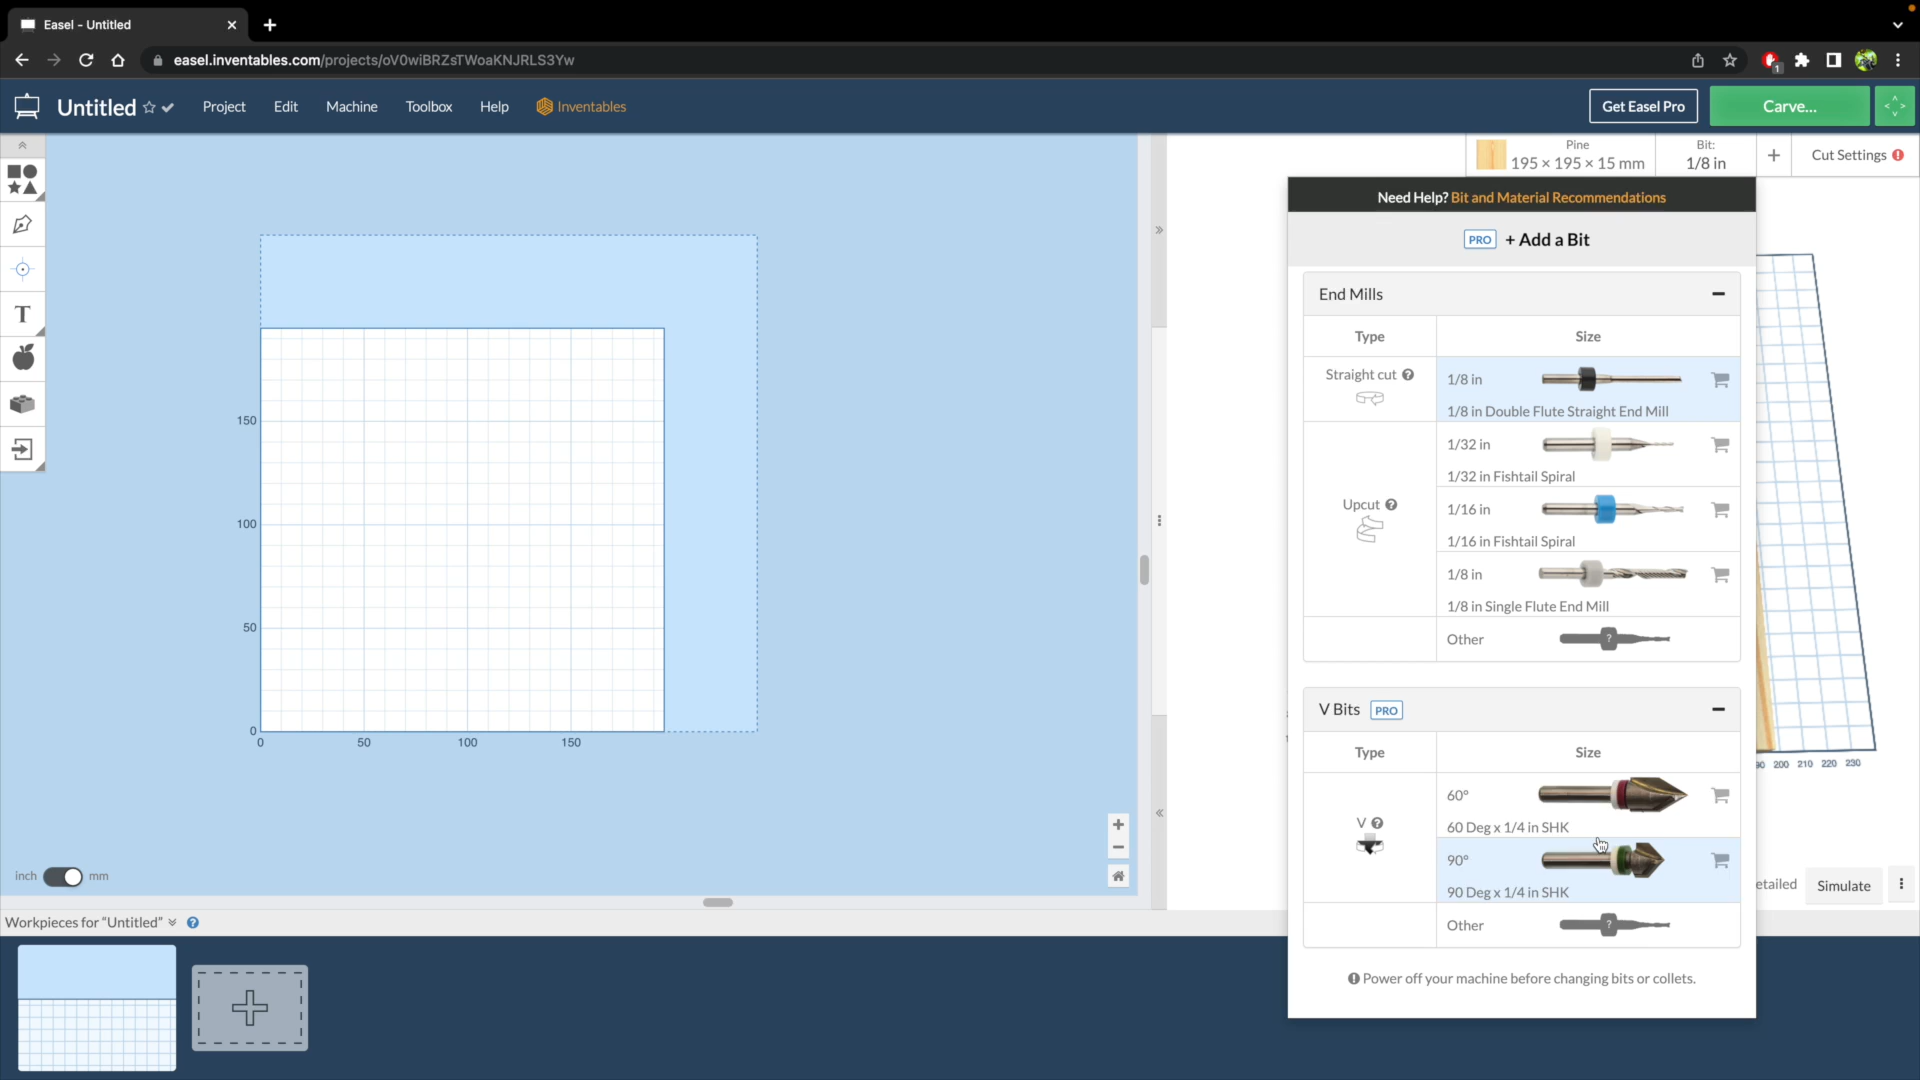 Easel - Untitled
easel.inventables.com/projects/oV0wiBRZsTWoaKNJRLS3Yw
1
Untitled
Project
Edit
Machine
Toolbox
Help
Inventables
Get Easel Pro
Carve...
Pine
195 × 195 × 15 mm
Bit:
1/8 in
Cut Settings
Need Help? Bit and Material Recommendations
PRO + Add a Bit
End Mills
Type
Size
Straight cut
1/8 in
1/8 in Double Flute Straight End Mill
Upcut
1/32 in
1/32 in Fishtail Spiral
1/16 in
1/16 in Fishtail Spiral
1/8 in
1/8 in Single Flute End Mill
Other
V Bits PRO
Type
Size
V
60°
60 Deg x 1/4 in SHK
90°
90 Deg x 1/4 in SHK
Other
Power off your machine before changing bits or collets.
T
150
100
50
0
0
50
100
150
inch
mm
90 200 210 220 230
etailed
Simulate
Workpieces for “Untitled”